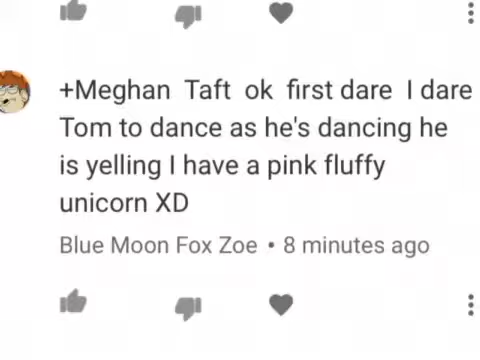 +Meghan Taft ok first dare I dare
Tom to dance as he's dancing he
is yelling I have a pink fluffy
unicorn XD
Blue Moon Fox Zoe • 8 minutes ago